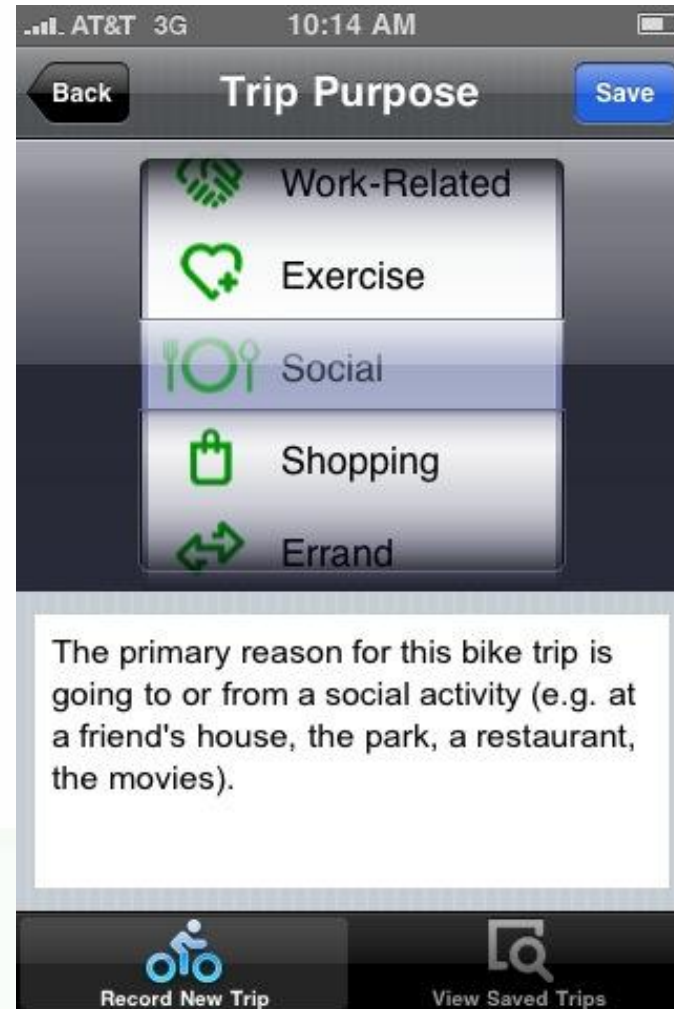 AT&T 3G 10:14 AM
Back Trip Purpose Save
Work-Related
Exercise
Social
Shopping
Errand
The primary reason for this bike trip is
going to or from a social activity (e.g. at
a friend's house, the park, a restaurant,
the movies).
Record New Trip View Saved Trips